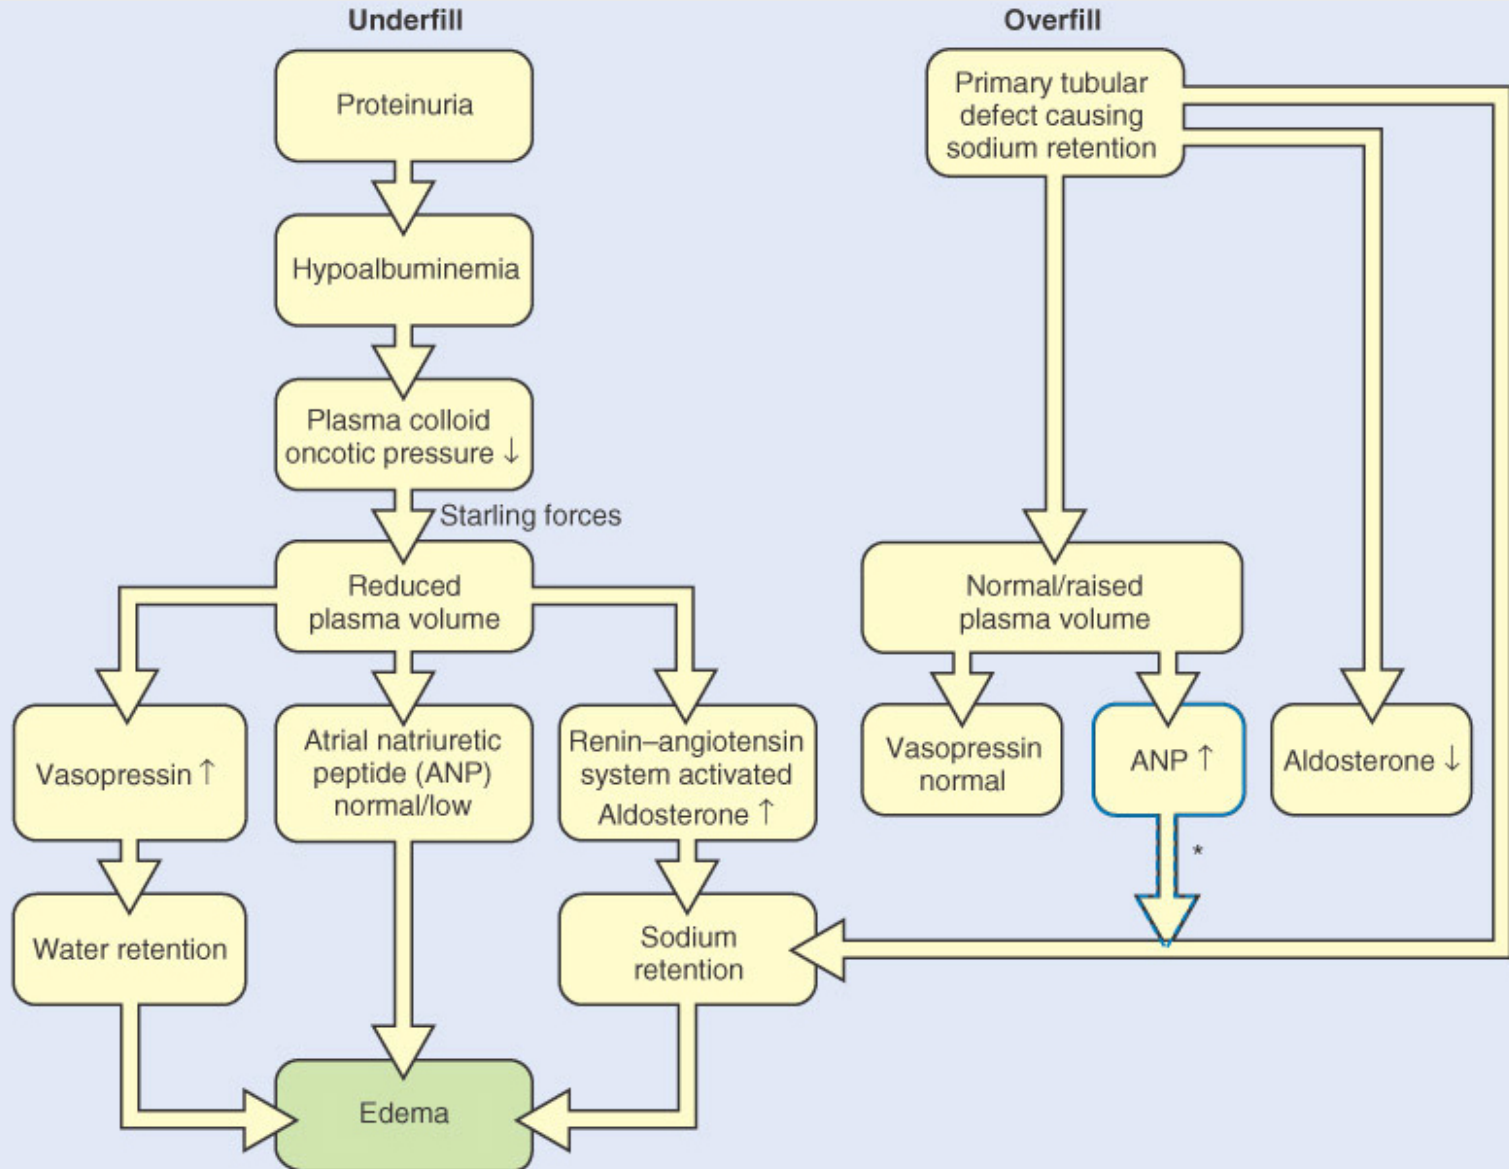 Underfill
Overfill
Proteinuria
Primary tubular
defect causing
sodium retention
Hypoalbuminemia
Plasma colloid
oncotic pressure ↓
Starling forces
Reduced
plasma volume
Normal/raised
plasma volume
Vasopressin ↑
Atrial natriuretic
peptide (ANP)
normal/low
Renin–angiotensin
system activated
Aldosterone ↑
Vasopressin
normal
ANP ↑
Aldosterone ↓
*
Water retention
Sodium
retention
Edema